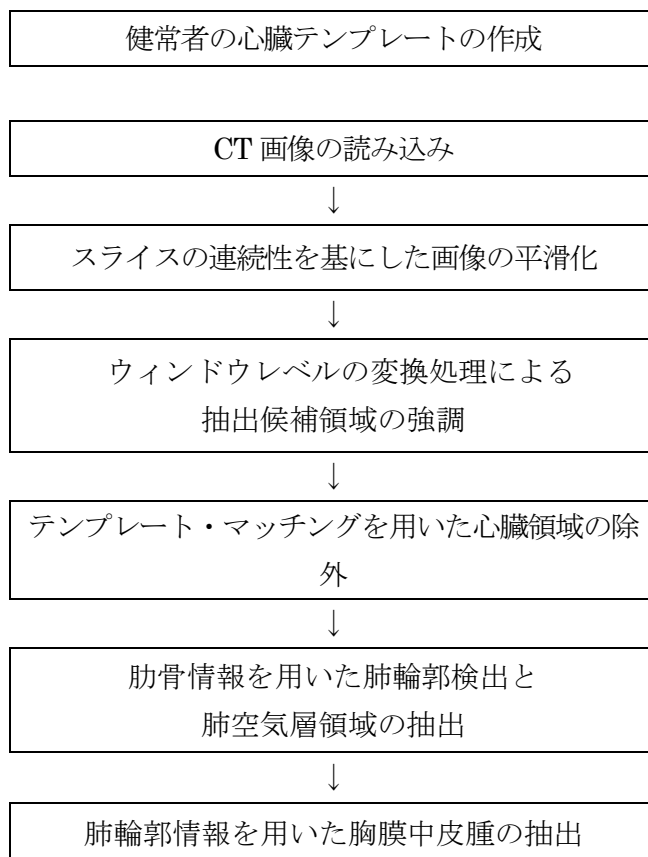 健常者の心臓テンプレートの作成
CT 画像の読み込み
↓
スライスの連続性を基にした画像の平滑化
↓
ウィンドウレベルの変換処理による
抽出候補領域の強調
↓
テンプレート・マッチングを用いた心臓領域の除
外
↓
肋骨情報を用いた肺輪郭検出と
肺空気層領域の抽出
↓
肺輪郭情報を用いた胸膜中皮腫の抽出